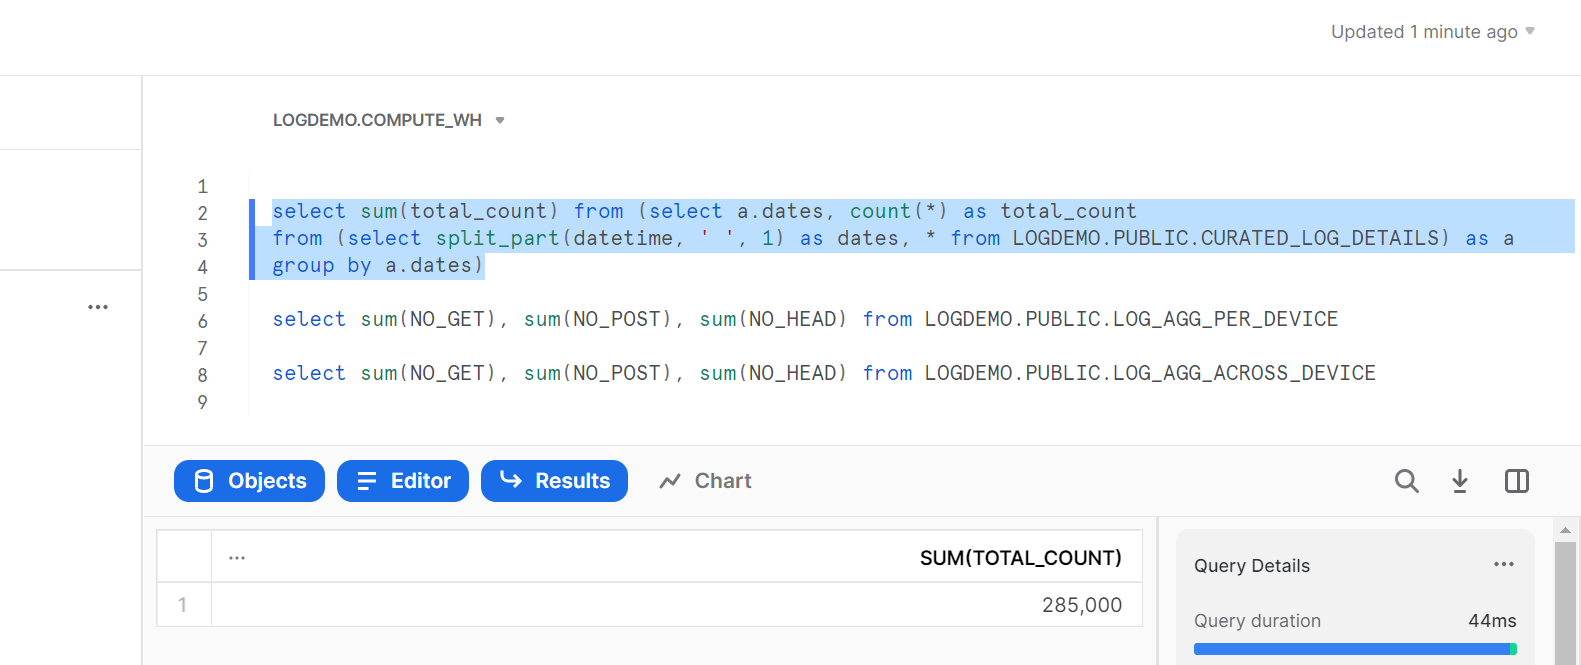 Updated 1 minute ago
LOGDEMO.COMPUTE_WH
1
2 select sum(total_count) from (select a.dates, count(*) as total_count
3 from (select split_part(datetime, ' ', 1) as dates, * from LOGDEMO.PUBLIC.CURATED_LOG_DETAILS) as a
4 group by a.dates)
5
6 select sum(NO_GET), sum(NO_POST), sum(NO_HEAD) from LOGDEMO.PUBLIC.LOG_AGG_PER_DEVICE
7
8 select sum(NO_GET), sum(NO_POST), sum(NO_HEAD) from LOGDEMO.PUBLIC.LOG_AGG_ACROSS_DEVICE
9
Objects Editor Results Chart
... SUM(TOTAL_COUNT)
1 285,000
Query Details ...
Query duration 44ms